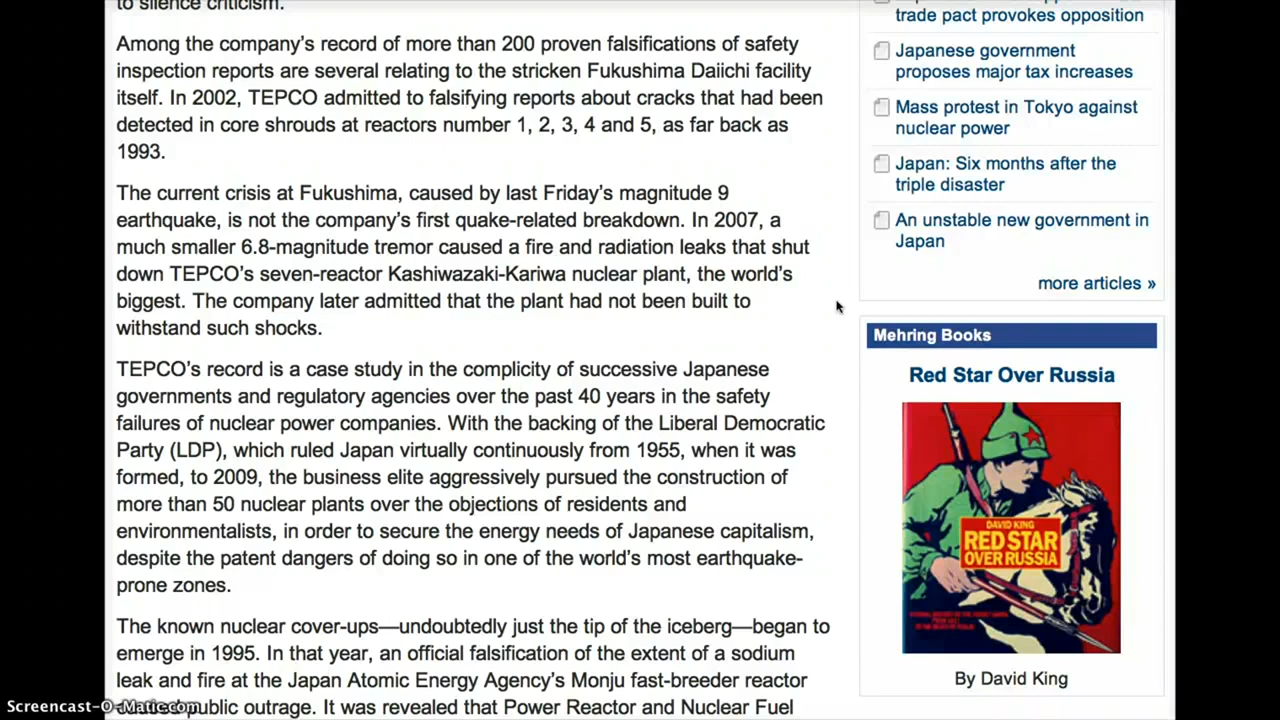 to silence criticism.
Among the company's record of more than 200 proven falsifications of safety
inspection reports are several relating to the stricken Fukushima Daiichi facility
itself. In 2002, TEPCO admitted to falsifying reports about cracks that had been
detected in core shrouds at reactors number 1, 2, 3, 4 and 5, as far back as
1993.
The current crisis at Fukushima, caused by last Friday's magnitude 9
earthquake, is not the company's first quake-related breakdown. In 2007, a
much smaller 6.8-magnitude tremor caused a fire and radiation leaks that shut
down TEPCO's seven-reactor Kashiwazaki-Kariwa nuclear plant, the world's
biggest. The company later admitted that the plant had not been built to
withstand such shocks.
TEPCO's record is a case study in the complicity of successive Japanese
governments and regulatory agencies over the past 40 years in the safety
failures of nuclear power companies. With the backing of the Liberal Democratic
Party (LDP), which ruled Japan virtually continuously from 1955, when it was
formed, to 2009, the business elite aggressively pursued the construction of
more than 50 nuclear plants over the objections of residents and
environmentalists, in order to secure the energy needs of Japanese capitalism,
despite the patent dangers of doing so in one of the world's most earthquake-
prone zones.
The known nuclear cover-ups—undoubtedly just the tip of the iceberg—began to
emerge in 1995. In that year, an official falsification of the extent of a sodium
leak and fire at the Japan Atomic Energy Agency's Monju fast-breeder reactor
public outrage. It was revealed that Power Reactor and Nuclear Fuel
trade pact provokes opposition
Japanese government
proposes major tax increases
Mass protest in Tokyo against
nuclear power
Japan: Six months after the
triple disaster
An unstable new government in
Japan
more articles »
Mehring Books
Red Star Over Russia
DAVID KING
RED STAR
OVER RUSSIA
By David King
Screencast-O-Matic.com